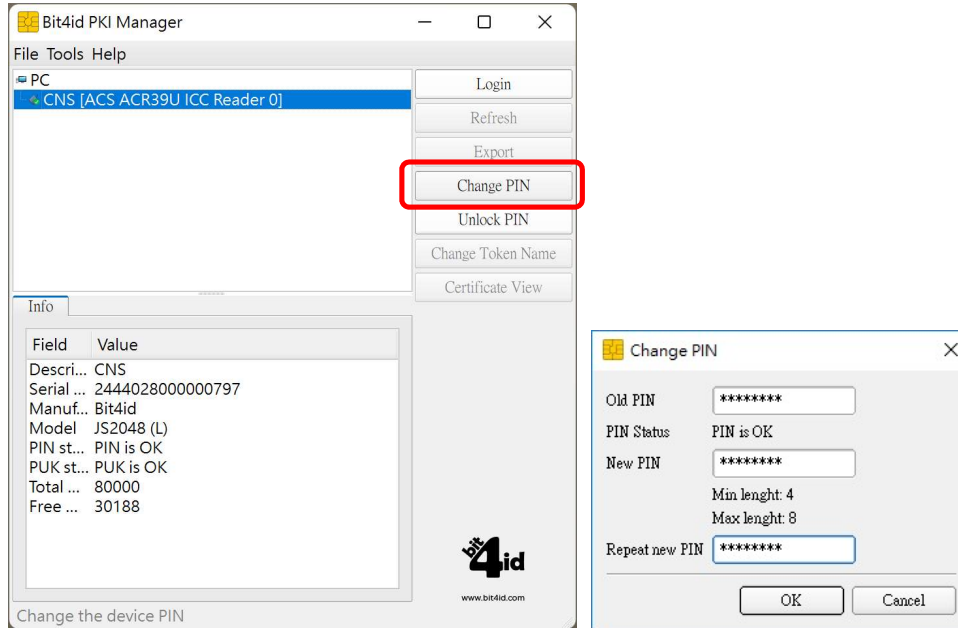 Bit4id PKI Manager
File Tools Help
PC
CNS [ACS ACR39U ICC Reader 0]
Login
Refresh
Export
Change PIN
Unlock PIN
Change Token Name
Certificate View
Info
Field Value
Descri... CNS
Serial ... 2444028000000797
Manuf... Bit4id
Model JS2048 (L)
PIN st... PIN is OK
PUK st... PUK is OK
Total ... 80000
Free ... 30188
bit4id
www.bit4id.com
Change the device PIN
Change PIN
Old PIN ********
PIN Status PIN is OK
New PIN ********
Min lenght: 4
Max lenght: 8
Repeat new PIN ********
OK Cancel